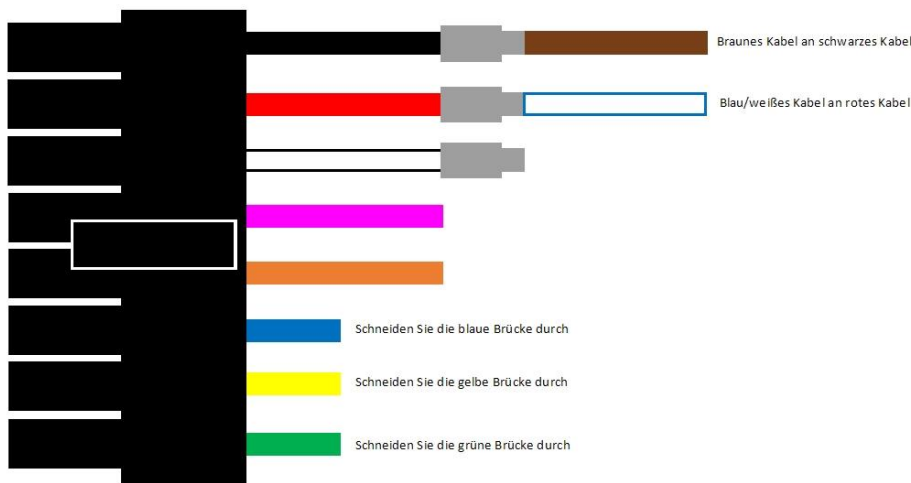 Braunes Kabel an schwarzes Kabel
Blau/weißes Kabel an rotes Kabel
Schneiden Sie die blaue Brücke durch
Schneiden Sie die gelbe Brücke durch
Schneiden Sie die grüne Brücke durch